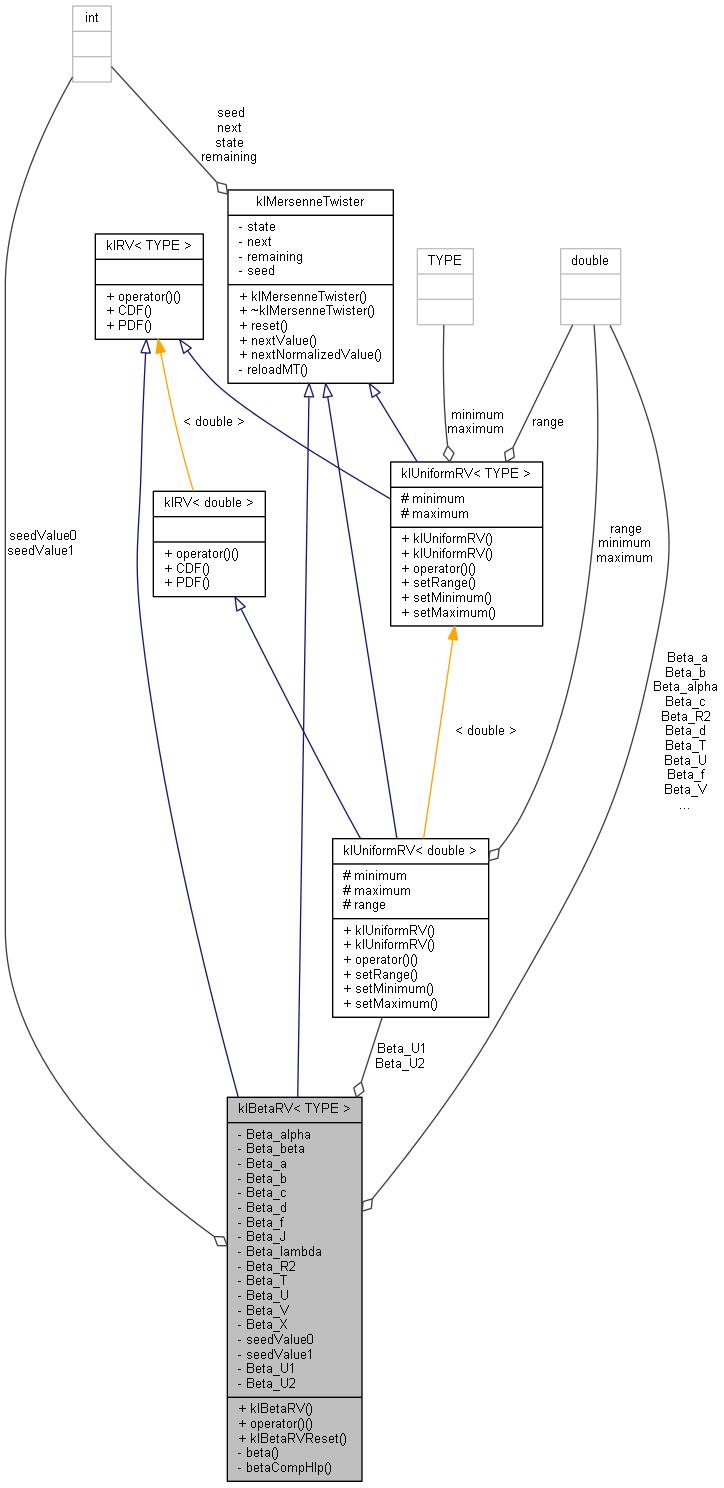 int
seed
next
state
remaining
klMersenneTwister
- state
- next
- remaining
- seed
+ klMersenneTwister()
+ ~klMersenneTwister()
+ reset()
+ nextValue()
+ nextNormalizedValue()
- reloadMT()
klRV< TYPE >
+ operator()()
+ CDF()
+ PDF()
TYPE
double
< double >
minimum
maximum
range
klUniformRV< TYPE >
# minimum
# maximum
+ klUniformRV()
+ klUniformRV()
+ operator()()
+ setRange()
+ setMinimum()
+ setMaximum()
klRV< double >
+ operator()()
+ CDF()
+ PDF()
seedValue0
seedValue1
range
minimum
maximum
Beta_a
Beta_b
Beta_alpha
Beta_c
Beta_R2
Beta_d
Beta_T
Beta_U
Beta_f
Beta_V
...
< double >
klUniformRV< double >
# minimum
# maximum
# range
+ klUniformRV()
+ klUniformRV()
+ operator()()
+ setRange()
+ setMinimum()
+ setMaximum()
Beta_U1
Beta_U2
klBetaRV< TYPE >
- Beta_alpha
- Beta_beta
- Beta_a
- Beta_b
- Beta_c
- Beta_d
- Beta_f
- Beta_J
- Beta_lambda
- Beta_R2
- Beta_T
- Beta_U
- Beta_V
- Beta_X
- seedValue0
- seedValue1
- Beta_U1
- Beta_U2
+ klBetaRV()
+ operator()()
+ klBetaRVReset()
- beta()
- betaCompHlp()